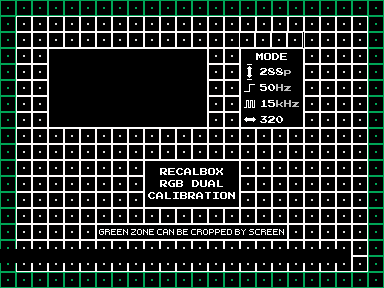 MODE
288p
50Hz
15kHz
320
RECALBOX
RGB DUAL
CALIBRATION
GREEN ZONE CAN BE CROPPED BY SCREEN